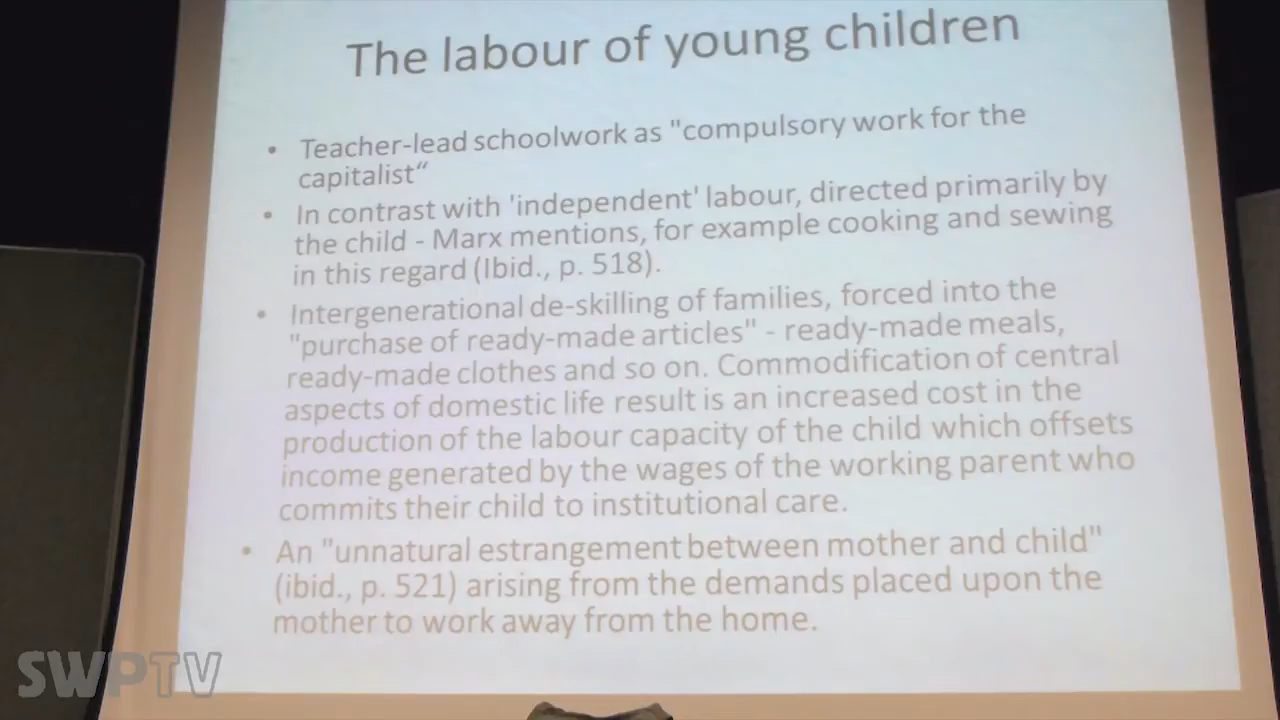 The labour of young children
• Teacher-lead schoolwork as "compulsory work for the
capitalist“
• In contrast with 'independent' labour, directed primarily by
the child - Marx mentions, for example cooking and sewing
in this regard (Ibid., p. 518).
• Intergenerational de-skilling of families, forced into the
"purchase of ready-made articles" - ready-made meals,
ready-made clothes and so on. Commodification of central
aspects of domestic life result is an increased cost in the
production of the labour capacity of the child which offsets
income generated by the wages of the working parent who
commits their child to institutional care.
• An "unnatural estrangement between mother and child"
(ibid., p. 521) arising from the demands placed upon the
mother to work away from the home.
SWPTV